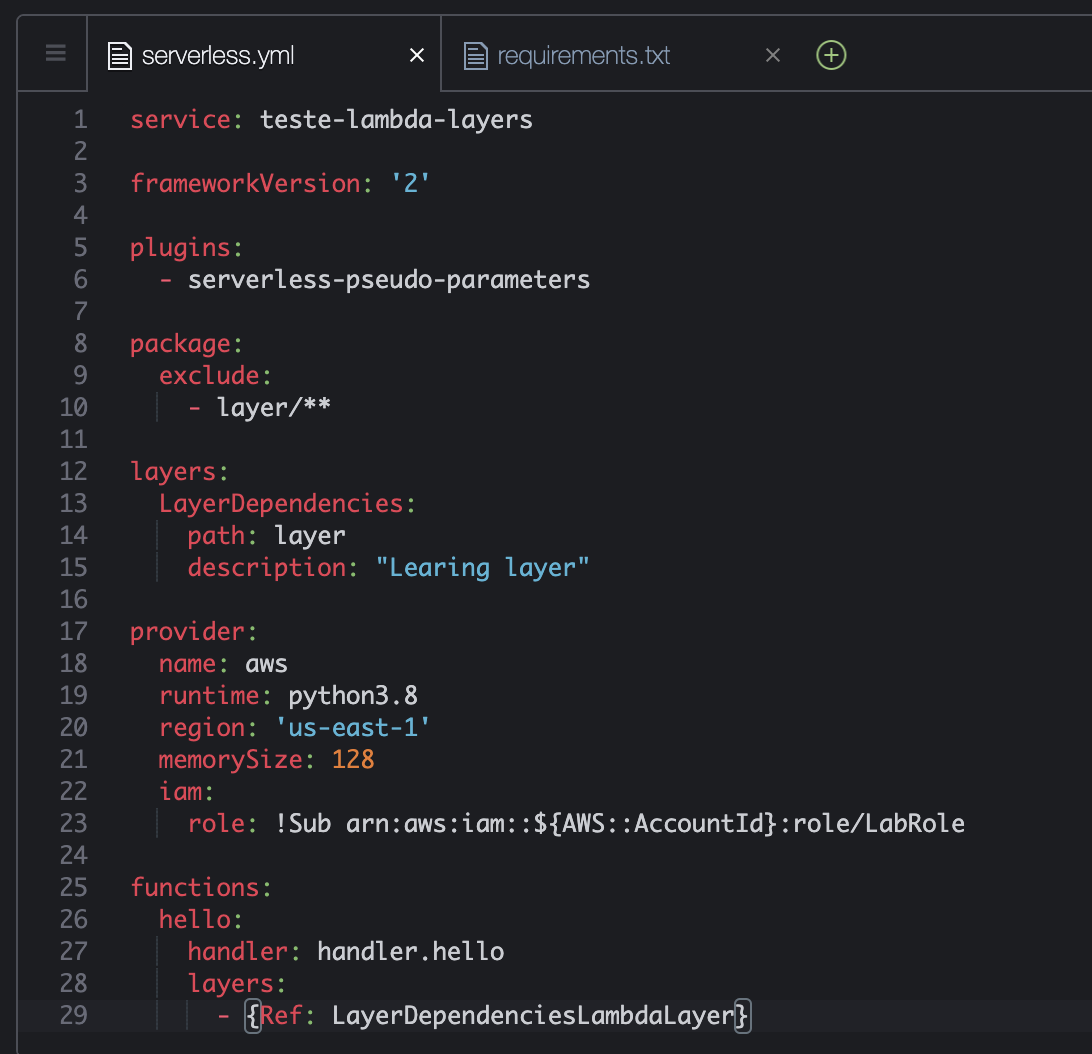 serverless.yml requirements.txt
1 service: teste-lambda-layers
2
3 frameworkVersion: '2'
4
5 plugins:
6   - serverless-pseudo-parameters
7
8 package:
9   exclude:
10     - layer/**
11
12 layers:
13   LayerDependencies:
14     path: layer
15     description: "Learing layer"
16
17 provider:
18   name: aws
19   runtime: python3.8
20   region: 'us-east-1'
21   memorySize: 128
22   iam:
23     role: !Sub arn:aws:iam::${AWS::AccountId}:role/LabRole
24
25 functions:
26   hello:
27     handler: handler.hello
28     layers:
29       - {Ref: LayerDependenciesLambdaLayer}